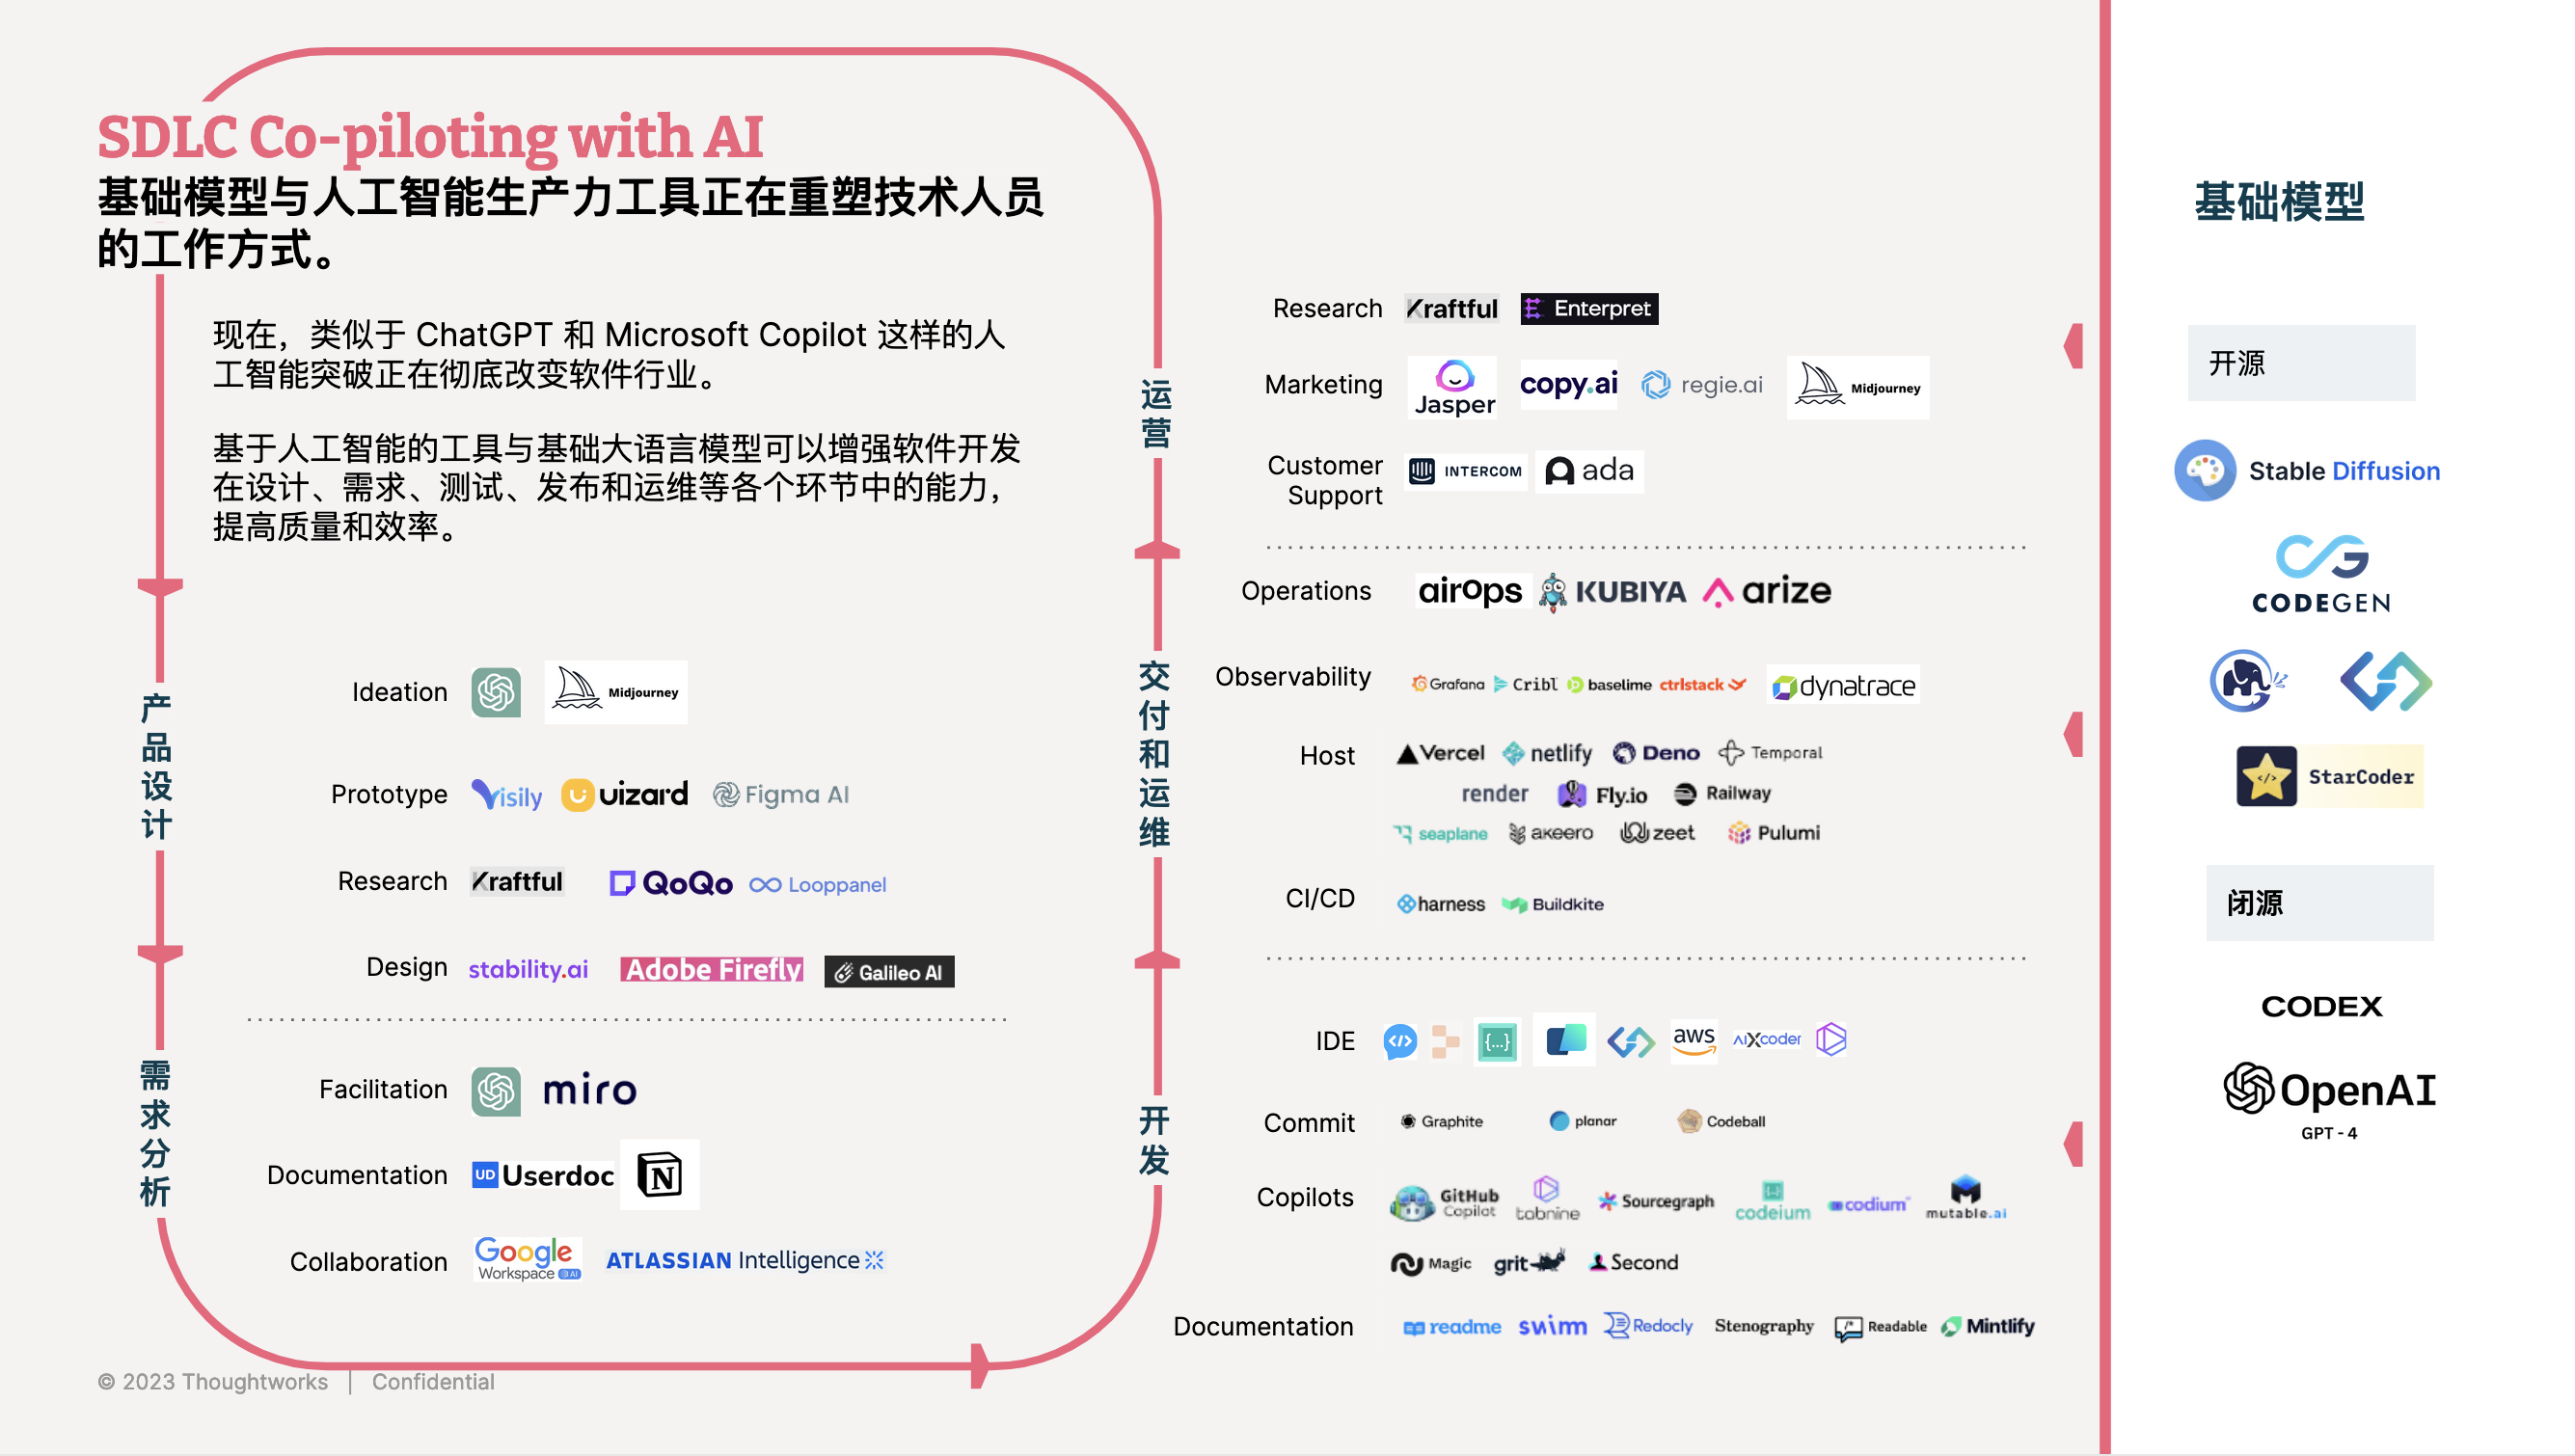 SDLC Co-piloting with AI
基础模型与人工智能生产力工具正在重塑技术人员
的工作方式。
现在，类似于 ChatGPT 和 Microsoft Copilot 这样的人
工智能突破正在彻底改变软件行业。
基于人工智能的工具与基础大语言模型可以增强软件开发
在设计、需求、测试、发布和运维等各个环节中的能力，
提高质量和效率。
产品设计
Ideation Midjourney
Prototype Visily uizard Figma AI
Research Kraftful QoQo Looppanel
Design stability.ai Adobe Firefly Galileo AI
需求分析
Facilitation miro
Documentation UD Userdoc N
Collaboration Google Workspace AI ATLASSIAN Intelligence
运营
Research Kraftful Enterpret
Marketing Jasper copy.ai regie.ai Midjourney
Customer
Support INTERCOM ada
交付和运维
Operations airOps KUBIYA arize
Observability Grafana Cribl baselime ctrlstack dynatrace
Host Vercel netlify Deno Temporal
render Fly.io Railway
seaplane akeero zeet Pulumi
CI/CD harness Buildkite
开发
IDE </> {...} aws aiXcoder
Commit Graphite planar Codeball
Copilots GitHub Copilot tabnine Sourcegraph codeium codium mutable.ai
Magic grit Second
Documentation readme swimm Redocly Stenography Readable Mintlify
基础模型
开源
Stable Diffusion
CODEGEN
</> StarCoder
闭源
CODEX
OpenAI
GPT - 4
© 2023 Thoughtworks | Confidential